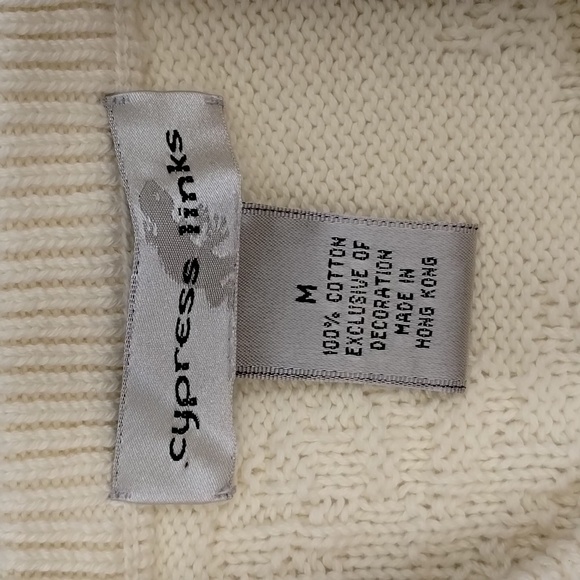 cypress links
M
100% COTTON
EXCLUSIVE OF
DECORATION
MADE IN
HONG KONG